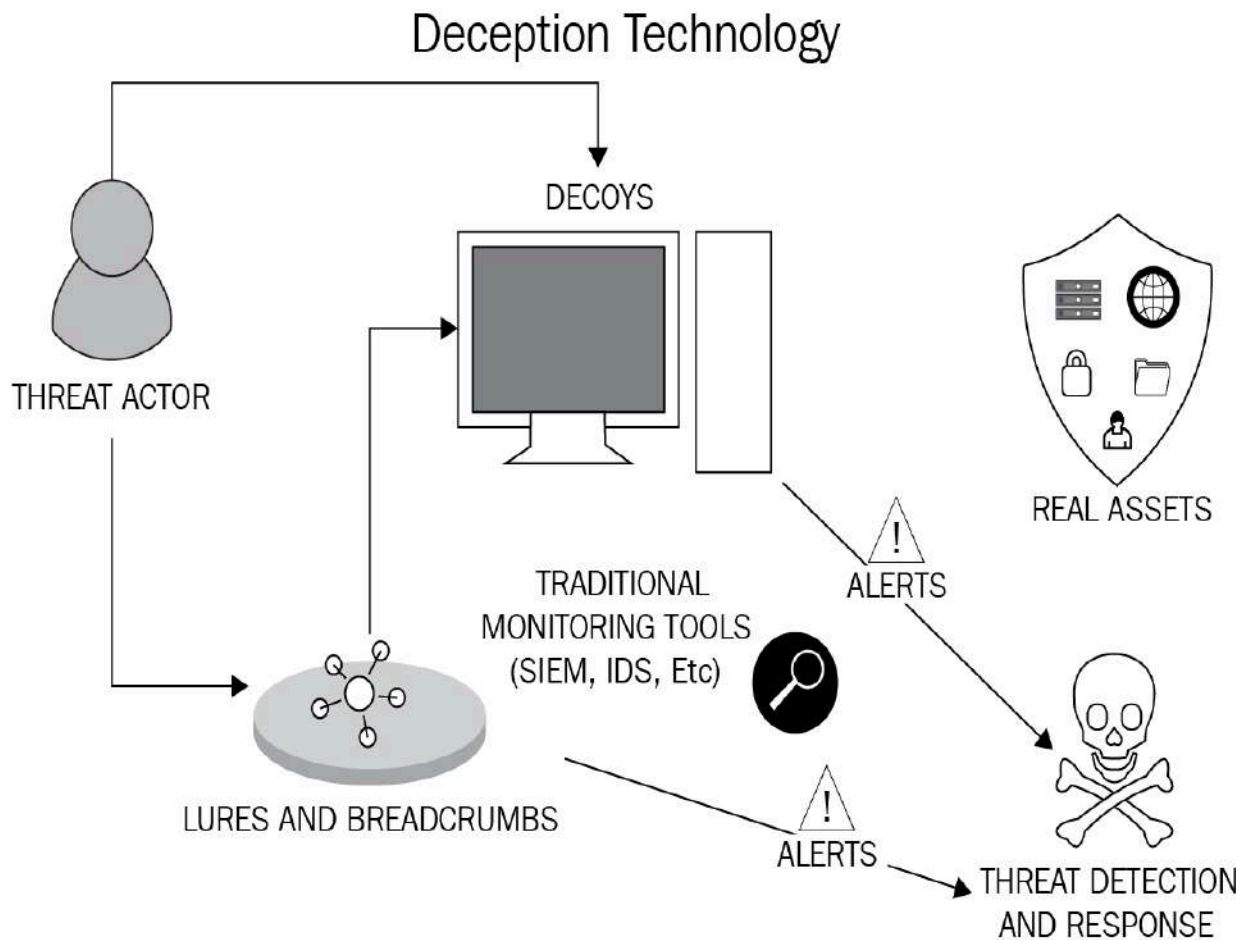 Deception Technology
DECOYS
THREAT ACTOR
REAL ASSETS
!
ALERTS
TRADITIONAL
MONITORING TOOLS
(SIEM, IDS, Etc)
LURES AND BREADCRUMBS
!
ALERTS
THREAT DETECTION
AND RESPONSE